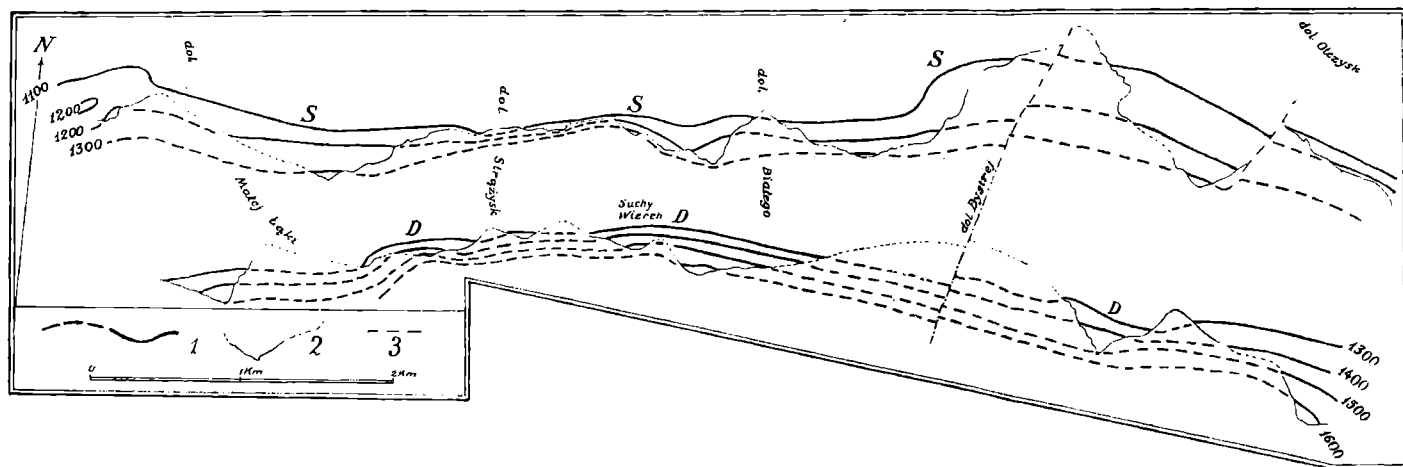 N
dol
Małej
Łąki
dol.
Strążysk
dol.
Białego
dol. Bystrej
dol. Olczysk
S
S
S
1100
1200
1200
1300
Suchy
Wierch
D
D
D
1300
1400
1500
1600
1
2
3
0
1Km
2Km